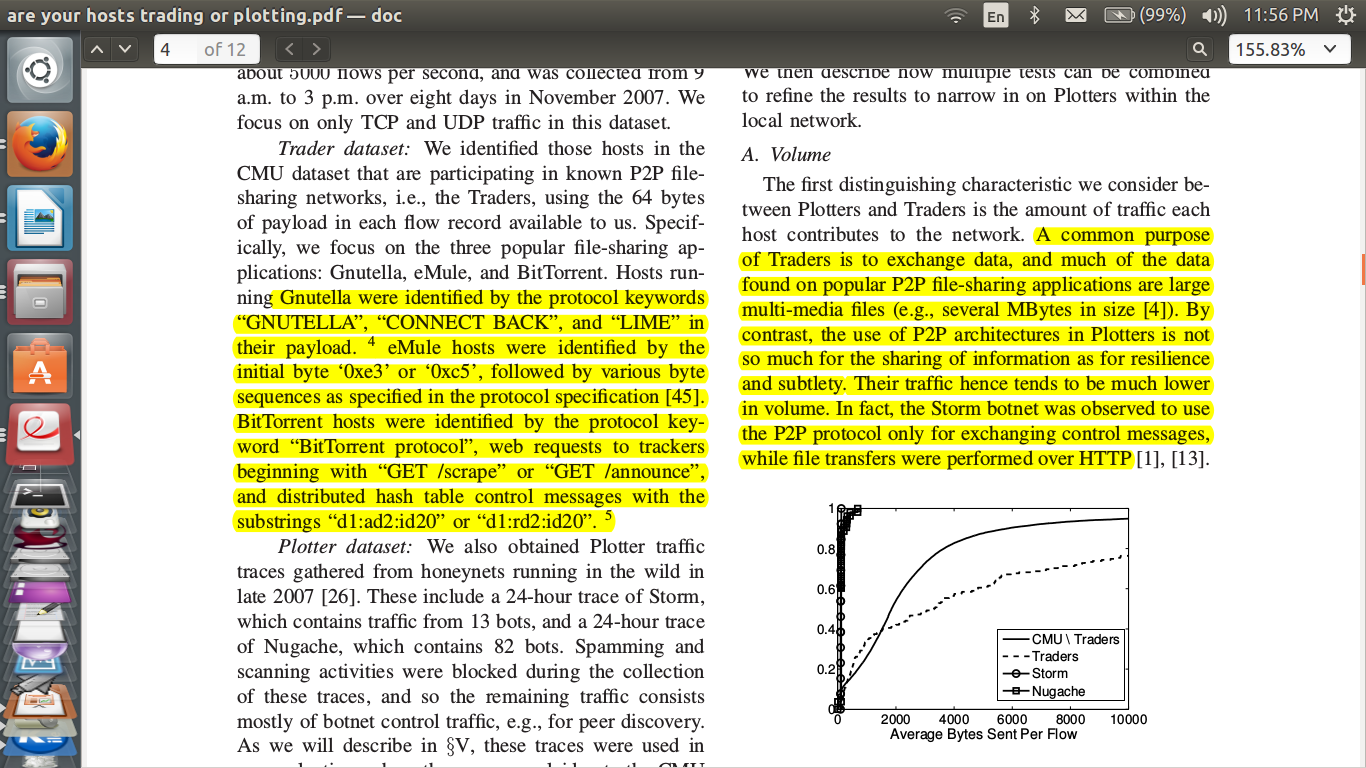 are your hosts trading or plotting.pdf — doc
En
(99%)
11:56 PM
4 of 12
155.83%
about 5000 flows per second, and was collected from 9
a.m. to 3 p.m. over eight days in November 2007. We
focus on only TCP and UDP traffic in this dataset.
Trader dataset: We identified those hosts in the
CMU dataset that are participating in known P2P file-
sharing networks, i.e., the Traders, using the 64 bytes
of payload in each flow record available to us. Specif-
ically, we focus on the three popular file-sharing ap-
plications: Gnutella, eMule, and BitTorrent. Hosts run-
ning Gnutella were identified by the protocol keywords
“GNUTELLA”, “CONNECT BACK”, and “LIME” in
their payload. 4 eMule hosts were identified by the
initial byte ‘0xe3’ or ‘0xc5’, followed by various byte
sequences as specified in the protocol specification [45].
BitTorrent hosts were identified by the protocol key-
word “BitTorrent protocol”, web requests to trackers
beginning with “GET /scrape” or “GET /announce”,
and distributed hash table control messages with the
substrings “d1:ad2:id20” or “d1:rd2:id20”. 5
Plotter dataset: We also obtained Plotter traffic
traces gathered from honeynets running in the wild in
late 2007 [26]. These include a 24-hour trace of Storm,
which contains traffic from 13 bots, and a 24-hour trace
of Nugache, which contains 82 bots. Spamming and
scanning activities were blocked during the collection
of these traces, and so the remaining traffic consists
mostly of botnet control traffic, e.g., for peer discovery.
As we will describe in §V, these traces were used in
We then describe how multiple tests can be combined
to refine the results to narrow in on Plotters within the
local network.
A. Volume
The first distinguishing characteristic we consider be-
tween Plotters and Traders is the amount of traffic each
host contributes to the network. A common purpose
of Traders is to exchange data, and much of the data
found on popular P2P file-sharing applications are large
multi-media files (e.g., several MBytes in size [4]). By
contrast, the use of P2P architectures in Plotters is not
so much for the sharing of information as for resilience
and subtlety. Their traffic hence tends to be much lower
in volume. In fact, the Storm botnet was observed to use
the P2P protocol only for exchanging control messages,
while file transfers were performed over HTTP [1], [13].
1
0.8
0.6
0.4
0.2
0
CMU \ Traders
Traders
Storm
Nugache
0 2000 4000 6000 8000 10000
Average Bytes Sent Per Flow